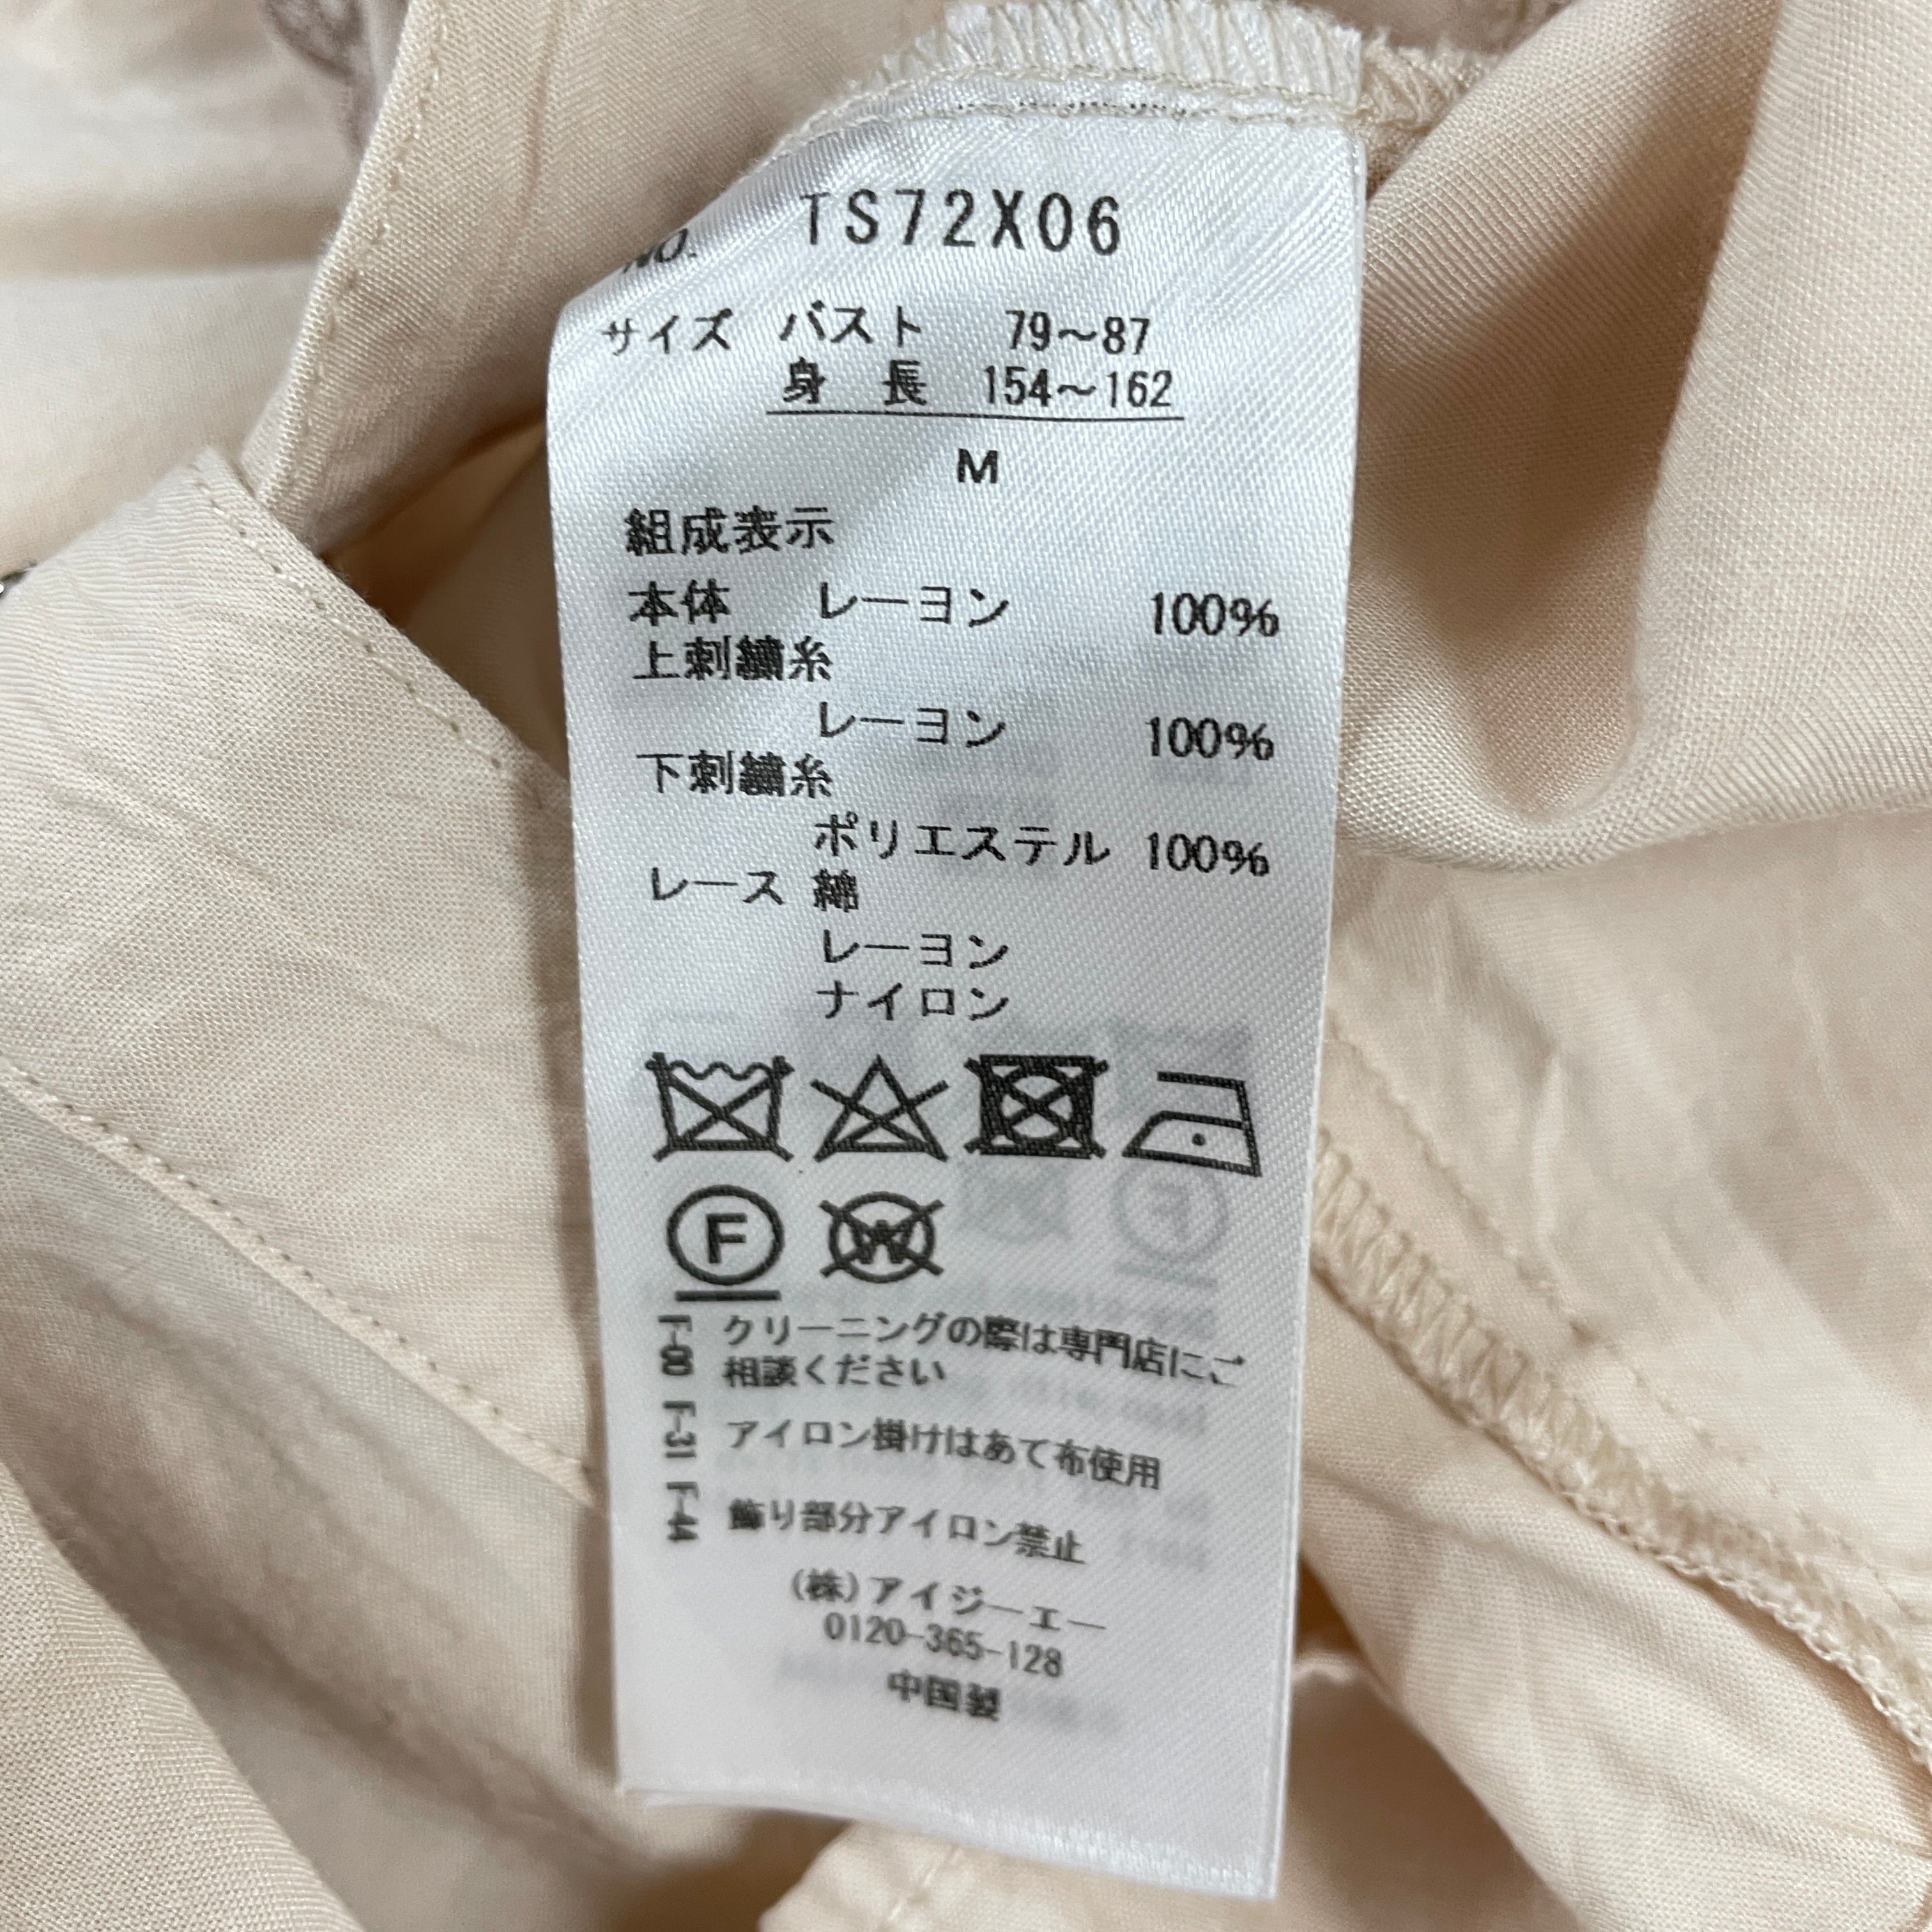 No. TS72X06
サイズ バスト 79～87
身 長 154～162
M
組成表示
本体 レーヨン 100%
上刺繍糸
レーヨン 100%
下刺繍糸
ポリエステル 100%
レース 綿
レーヨン
ナイロン
F W
F-80 クリーニングの際は専門店にご
相談ください
F-31 アイロン掛けはあて布使用
F-44 飾り部分アイロン禁止
(株)アイジーエー
0120-365-128
中国製